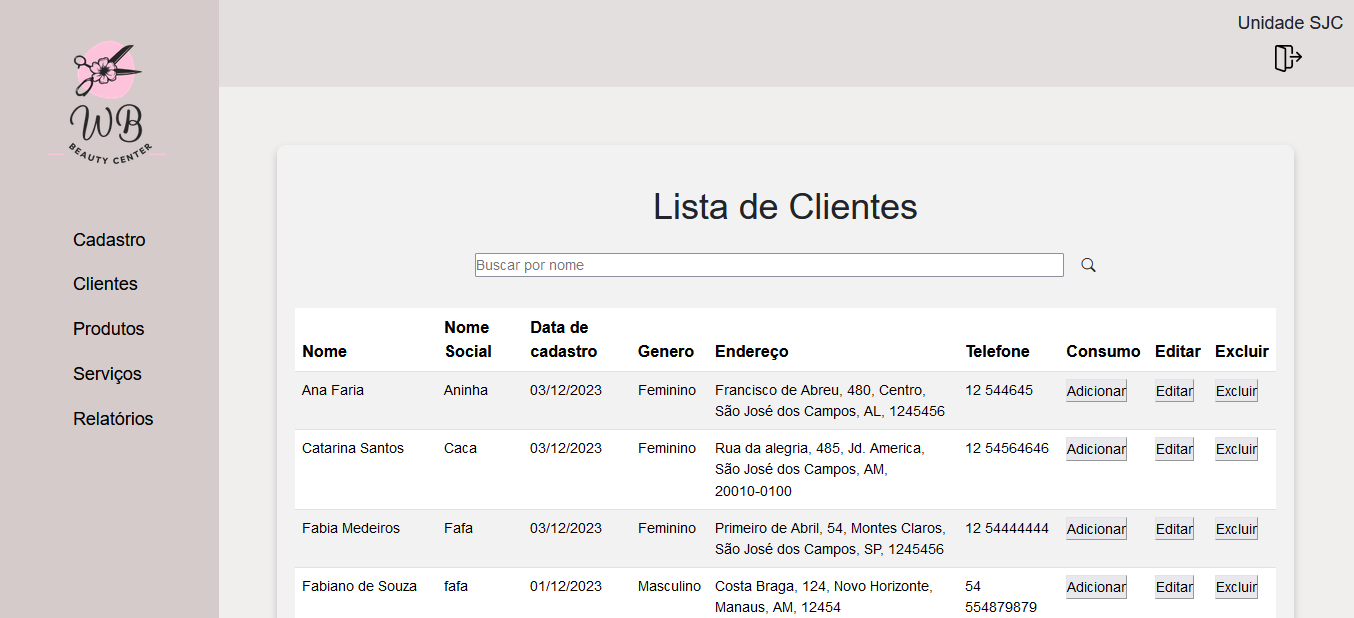 Unidade SJC
WB
BEAUTY CENTER
Cadastro
Clientes
Produtos
Serviços
Relatórios
Lista de Clientes
Buscar por nome
Nome Nome Social Data de cadastro Genero Endereço Telefone Consumo Editar Excluir
Ana Faria Aninha 03/12/2023 Feminino Francisco de Abreu, 480, Centro, 12 544645 Adicionar Editar Excluir
São José dos Campos, AL, 1245456
Catarina Santos Caca 03/12/2023 Feminino Rua da alegria, 485, Jd. America, 12 54564646 Adicionar Editar Excluir
São José dos Campos, AM,
20010-0100
Fabia Medeiros Fafa 03/12/2023 Feminino Primeiro de Abril, 54, Montes Claros, 12 54444444 Adicionar Editar Excluir
São José dos Campos, SP, 1245456
Fabiano de Souza fafa 01/12/2023 Masculino Costa Braga, 124, Novo Horizonte, 54 Adicionar Editar Excluir
Manaus, AM, 12454 554879879